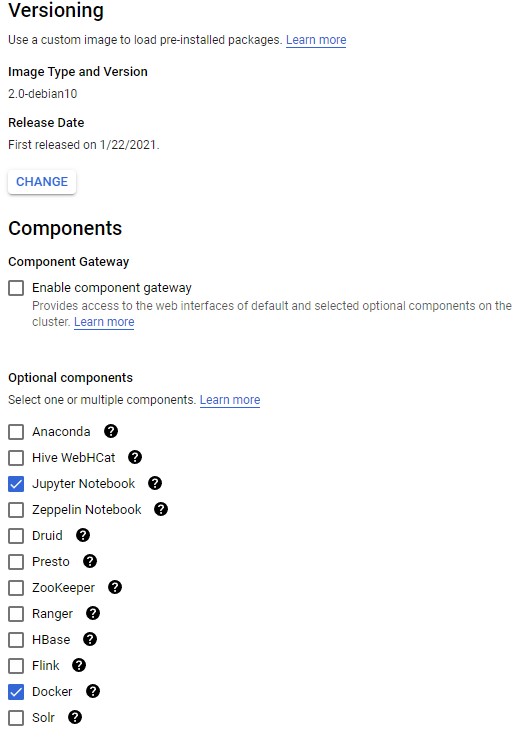 Versioning
Use a custom image to load pre-installed packages. Learn more
Image Type and Version
2.0-debian10
Release Date
First released on 1/22/2021.
CHANGE
Components
Component Gateway
Enable component gateway
Provides access to the web interfaces of default and selected optional components on the
cluster. Learn more
Optional components
Select one or multiple components. Learn more
Anaconda ?
Hive WebHCat ?
Jupyter Notebook ?
Zeppelin Notebook ?
Druid ?
Presto ?
ZooKeeper ?
Ranger ?
HBase ?
Flink ?
Docker ?
Solr ?